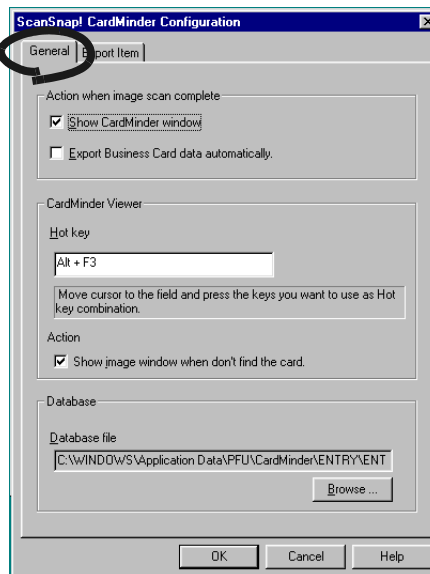 ScanSnap! CardMinder Configuration
General
Export Item
Action when image scan complete
Show CardMinder window
Export Business Card data automatically.
CardMinder Viewer
Hot key
Alt + F3
Move cursor to the field and press the keys you want to use as Hot
key combination.
Action
Show image window when don't find the card.
Database
Database file
C:\WINDOWS\Application Data\PFU\CardMinder\ENTRY\ENT
Browse ...
OK
Cancel
Help